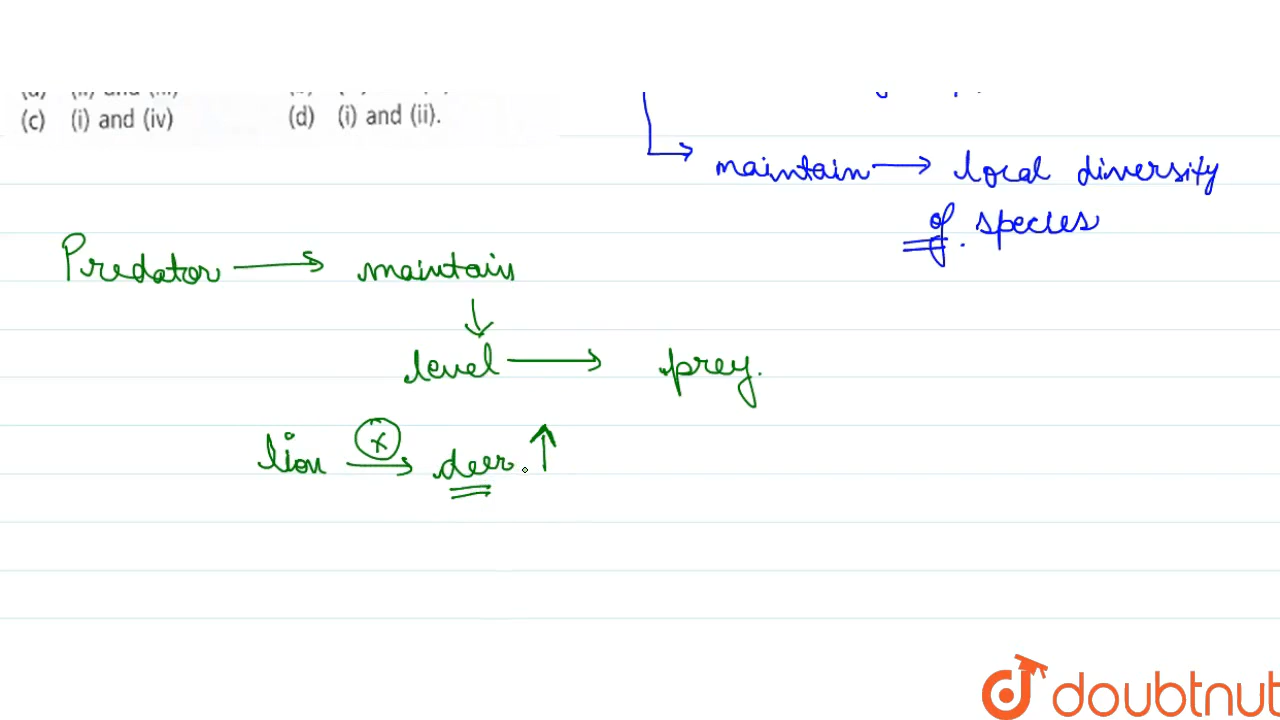 (c) (i) and (iv) (d) (i) and (ii).
maintain → local diversity
of species
Predator → maintain
↓
level → prey.
lion (x)→ deer. ↑
doubtnut